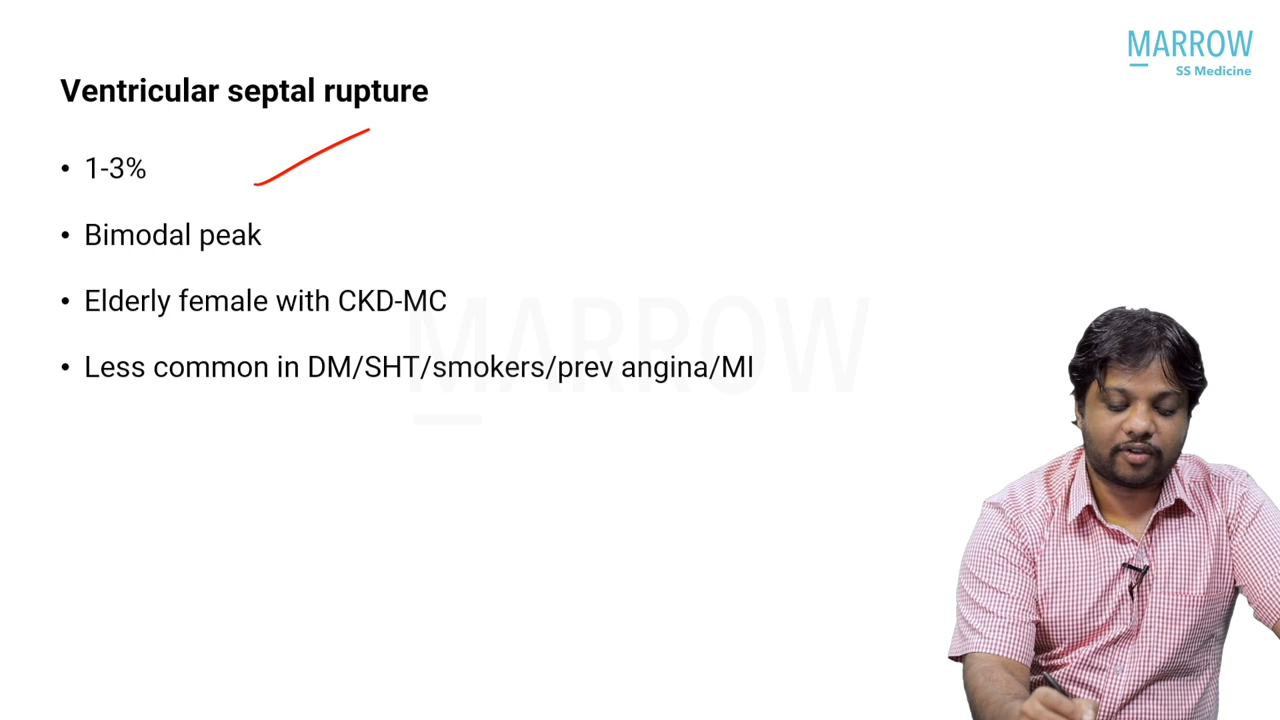 MARROW
SS Medicine
Ventricular septal rupture
• 1-3%
• Bimodal peak
• Elderly female with CKD-MC
• Less common in DM/SHT/smokers/prev angina/MI
MARROW